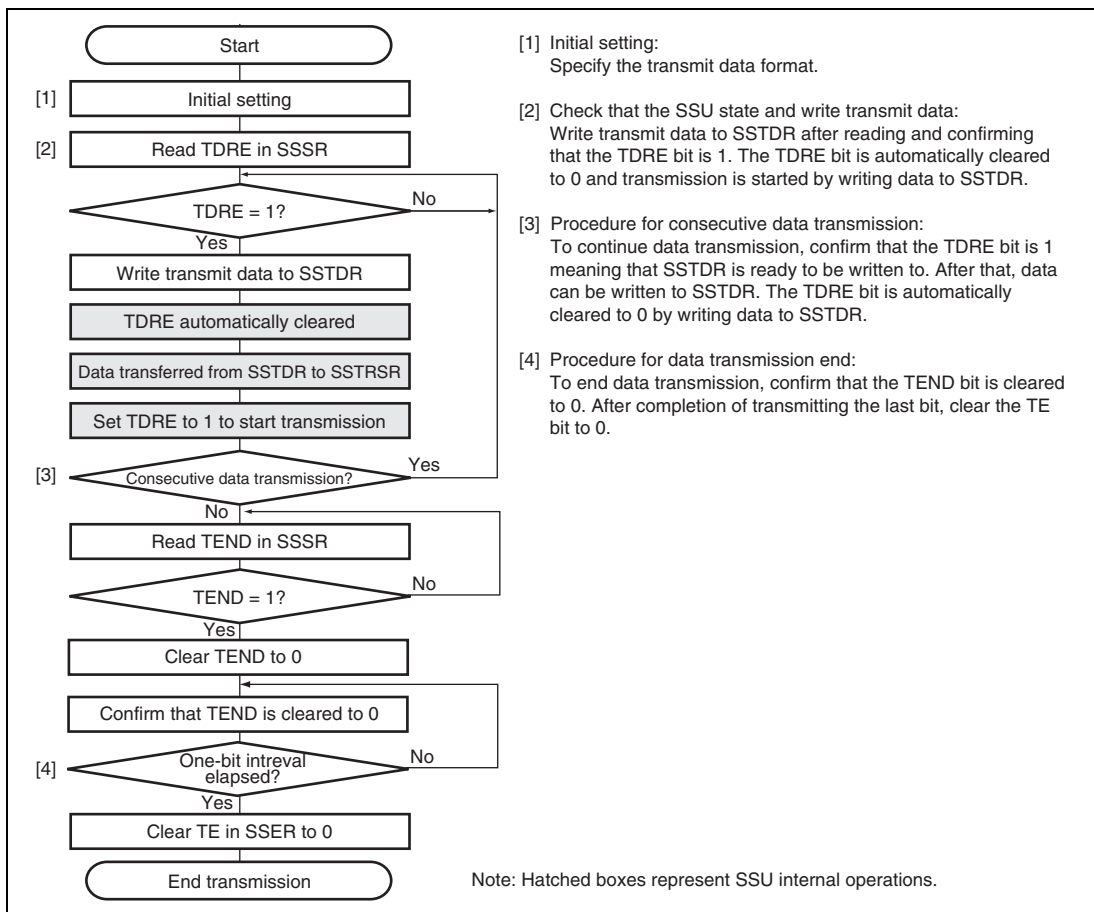 Start
[1] Initial setting
[2] Read TDRE in SSSR
TDRE = 1?
No
Yes
Write transmit data to SSTDR
TDRE automatically cleared
Data transferred from SSTDR to SSTRSR
Set TDRE to 1 to start transmission
[3] Consecutive data transmission?
Yes
No
Read TEND in SSSR
TEND = 1?
No
Yes
Clear TEND to 0
Confirm that TEND is cleared to 0
[4] One-bit intreval
elapsed?
No
Yes
Clear TE in SSER to 0
End transmission
[1] Initial setting:
Specify the transmit data format.
[2] Check that the SSU state and write transmit data:
Write transmit data to SSTDR after reading and confirming
that the TDRE bit is 1. The TDRE bit is automatically cleared
to 0 and transmission is started by writing data to SSTDR.
[3] Procedure for consecutive data transmission:
To continue data transmission, confirm that the TDRE bit is 1
meaning that SSTDR is ready to be written to. After that, data
can be written to SSTDR. The TDRE bit is automatically
cleared to 0 by writing data to SSTDR.
[4] Procedure for data transmission end:
To end data transmission, confirm that the TEND bit is cleared
to 0. After completion of transmitting the last bit, clear the TE
bit to 0.
Note: Hatched boxes represent SSU internal operations.